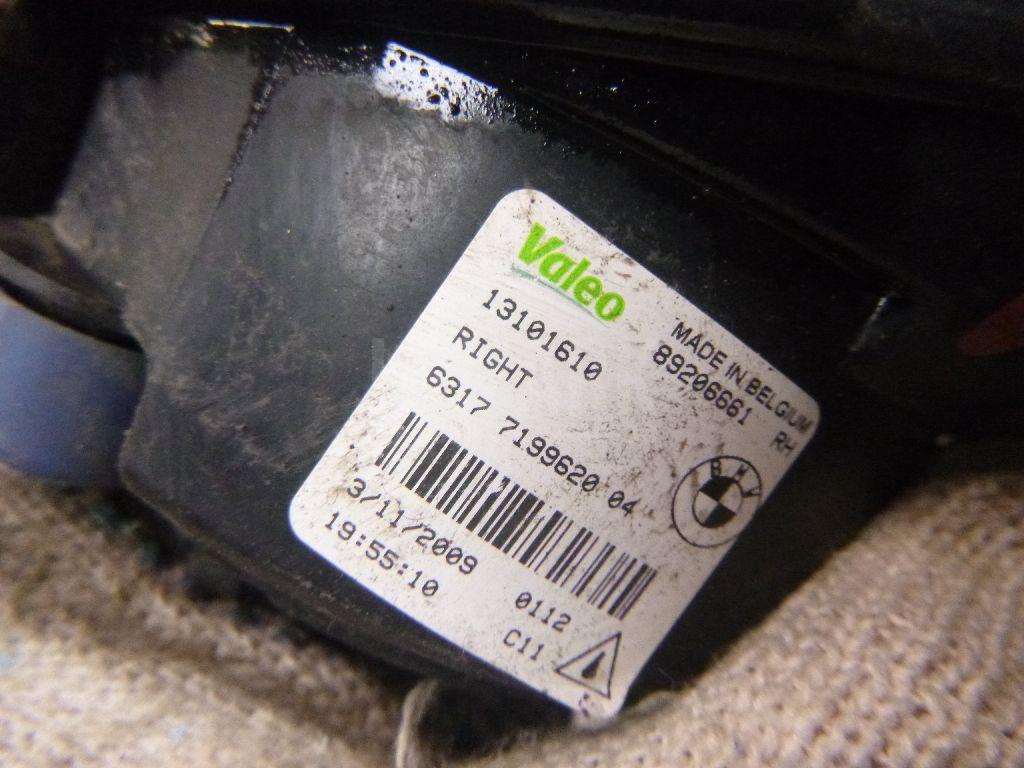 Valeo
MADE IN BELGIUM
13101610
89206661
RIGHT
RH
6317 7199620 04
BMW
3/11/2009
19:55:10
0112
C11